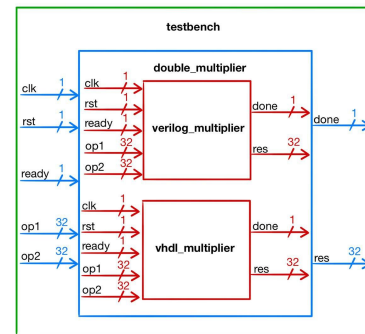 testbench
double_multiplier
clk 1
rst 1
ready 1
op1 32
op2 32
clk 1
rst 1
ready 1
op1 32
op2 32
verilog_multiplier
done 1
res 32
done 1
clk 1
rst 1
ready 1
op1 32
op2 32
vhdl_multiplier
done 1
res 32
res 32